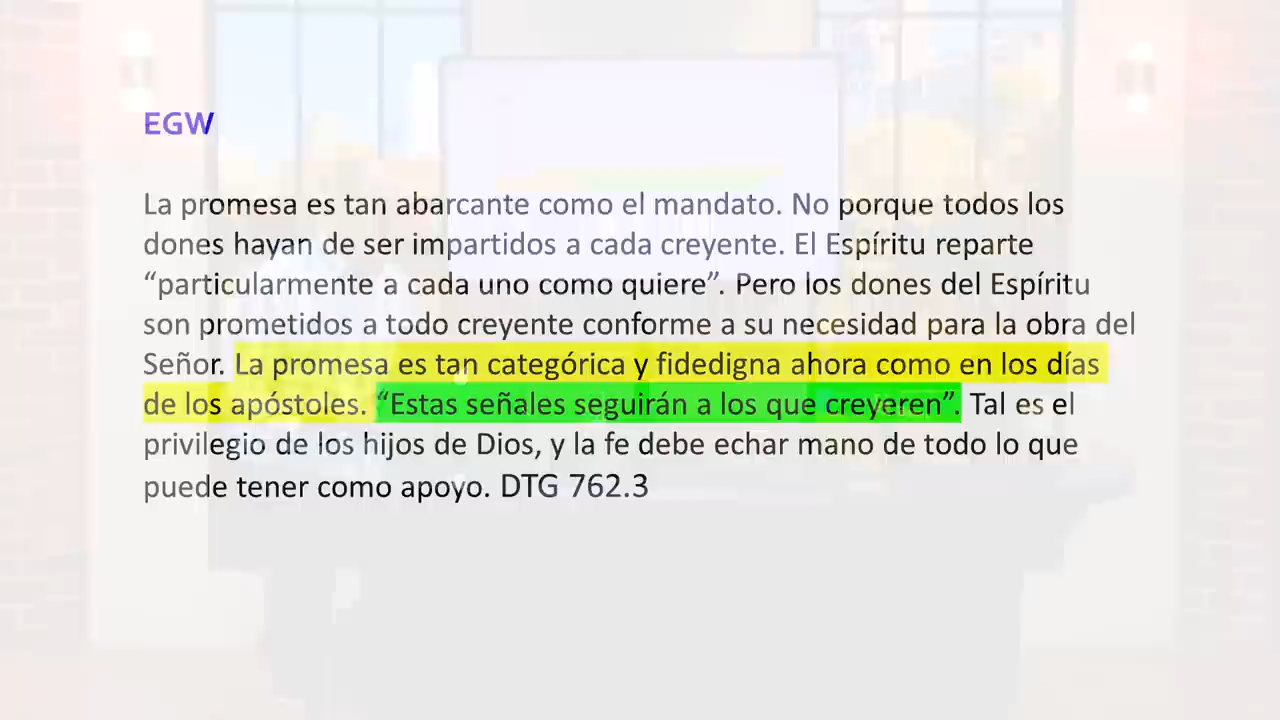 EGW
La promesa es tan abarcante como el mandato. No porque todos los
dones hayan de ser impartidos a cada creyente. El Espíritu reparte
“particularmente a cada uno como quiere”. Pero los dones del Espíritu
son prometidos a todo creyente conforme a su necesidad para la obra del
Señor. La promesa es tan categórica y fidedigna ahora como en los días
de los apóstoles. “Estas señales seguirán a los que creyeren”. Tal es el
privilegio de los hijos de Dios, y la fe debe echar mano de todo lo que
puede tener como apoyo. DTG 762.3